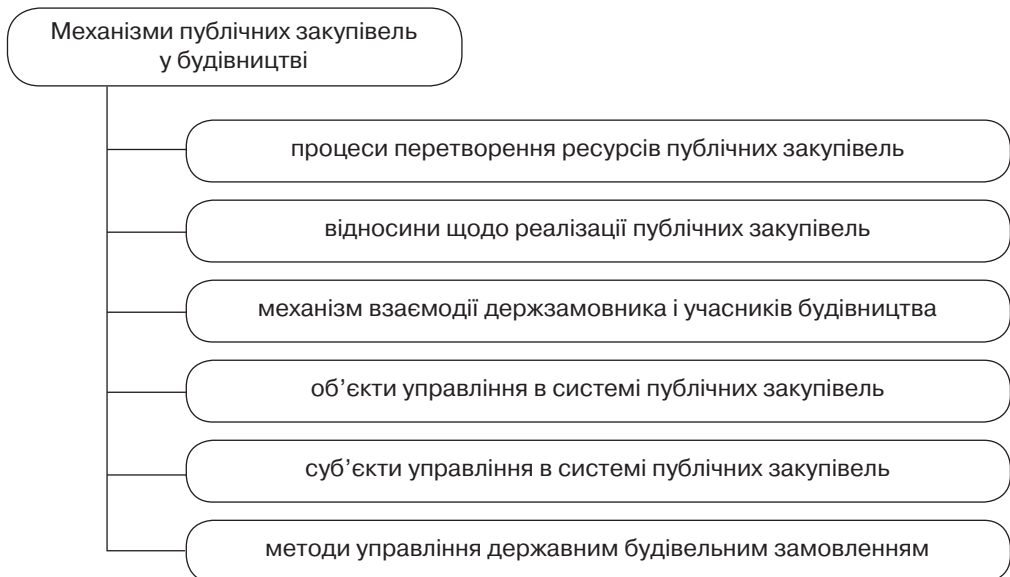 Механізми публічних закупівель
у будівництві
процеси перетворення ресурсів публічних закупівель
відносини щодо реалізації публічних закупівель
механізм взаємодії держзамовника і учасників будівництва
об’єкти управління в системі публічних закупівель
суб’єкти управління в системі публічних закупівель
методи управління державним будівельним замовленням